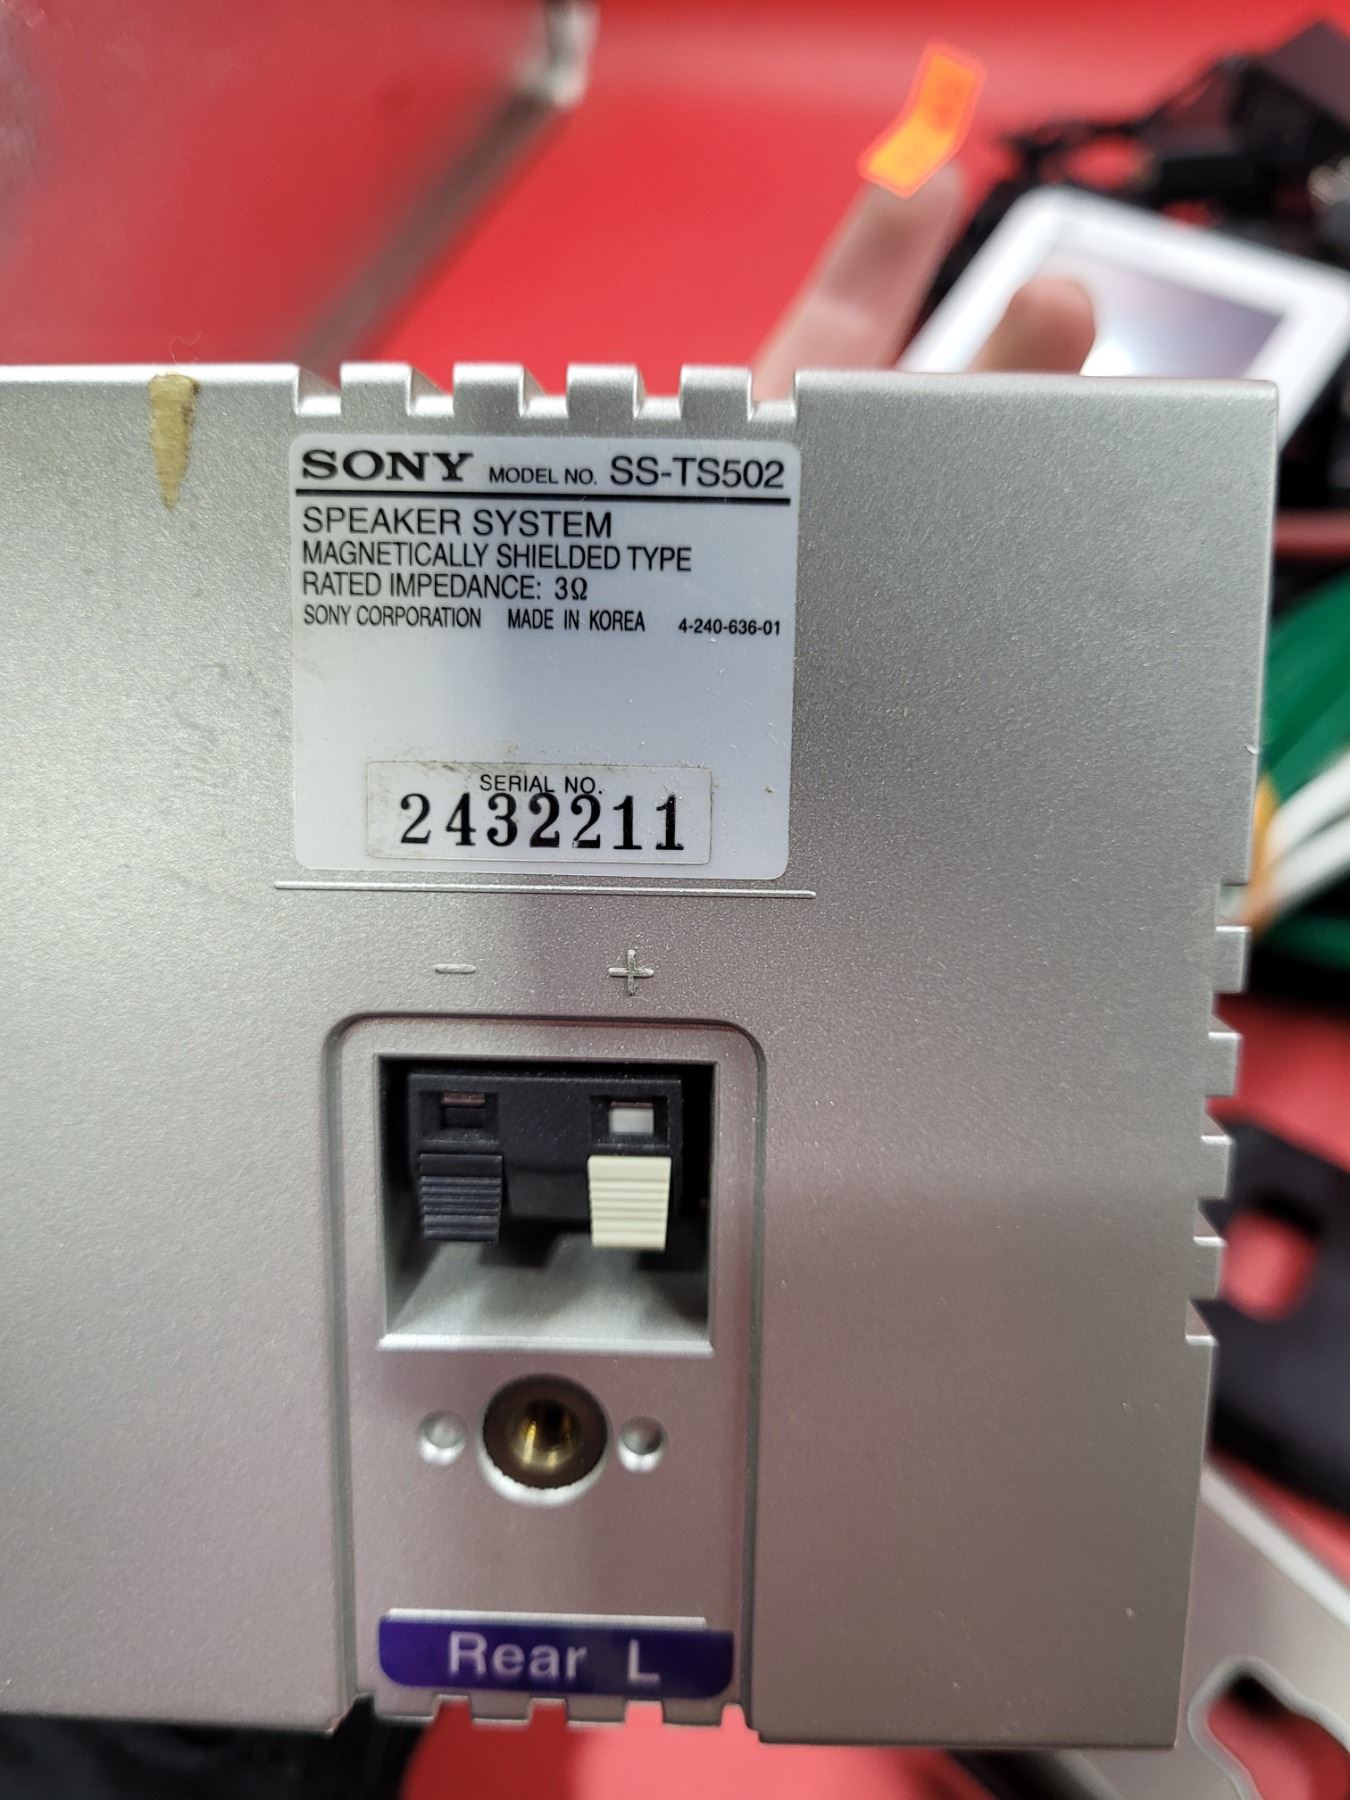 SONY MODEL NO. SS-TS502
SPEAKER SYSTEM
MAGNETICALLY SHIELDED TYPE
RATED IMPEDANCE: 3Ω
SONY CORPORATION MADE IN KOREA 4-240-636-01
SERIAL NO.
2432211
− +
Rear L